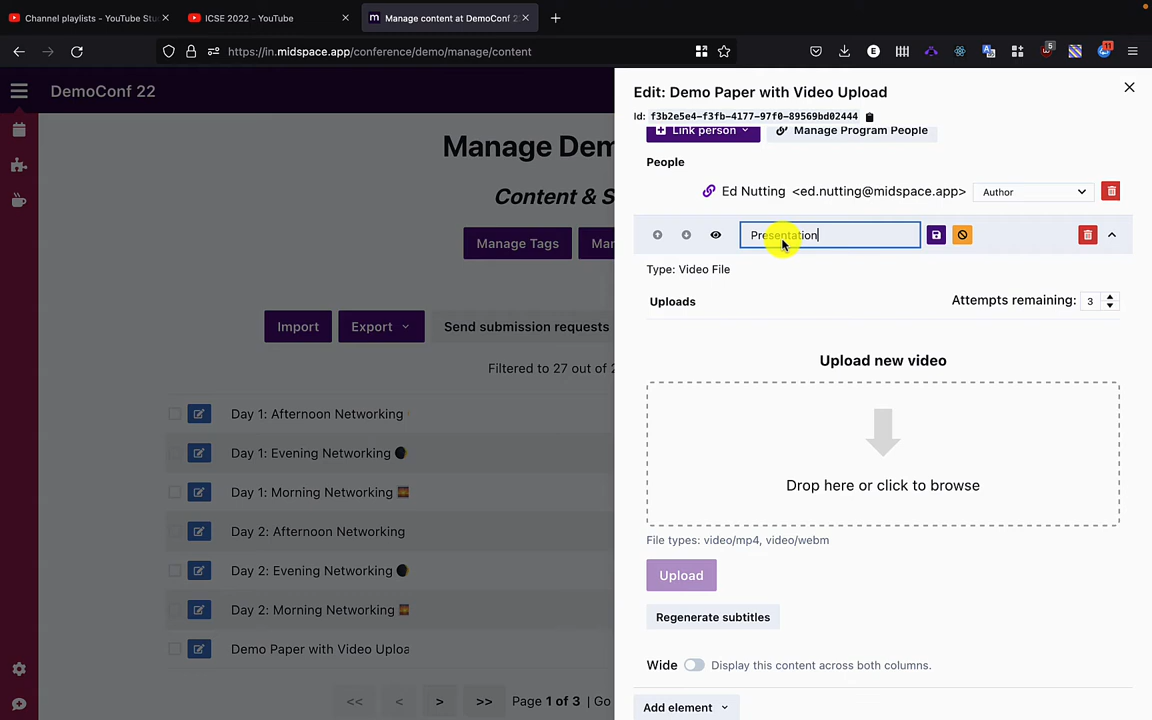 Channel playlists - YouTube Stu
ICSE 2022 - YouTube
Manage content at DemoConf 2
https://in.midspace.app/conference/demo/manage/content
5
11
DemoConf 22
Manage Dem
Content & S
Manage Tags
Man
Import
Export
Send submission requests
Filtered to 27 out of 2
Day 1: Afternoon Networking
Day 1: Evening Networking
Day 1: Morning Networking
Day 2: Afternoon Networking
Day 2: Evening Networking
Day 2: Morning Networking
Demo Paper with Video Uploa
<<
<
>
>>
Page 1 of 3 | Go
Edit: Demo Paper with Video Upload
Id: f3b2e5e4-f3fb-4177-97f0-89569bd02444
Link person
Manage Program People
People
Ed Nutting <ed.nutting@midspace.app>
Author
Presentation
Type: Video File
Uploads
Attempts remaining: 3
Upload new video
Drop here or click to browse
File types: video/mp4, video/webm
Upload
Regenerate subtitles
Wide
Display this content across both columns.
Add element